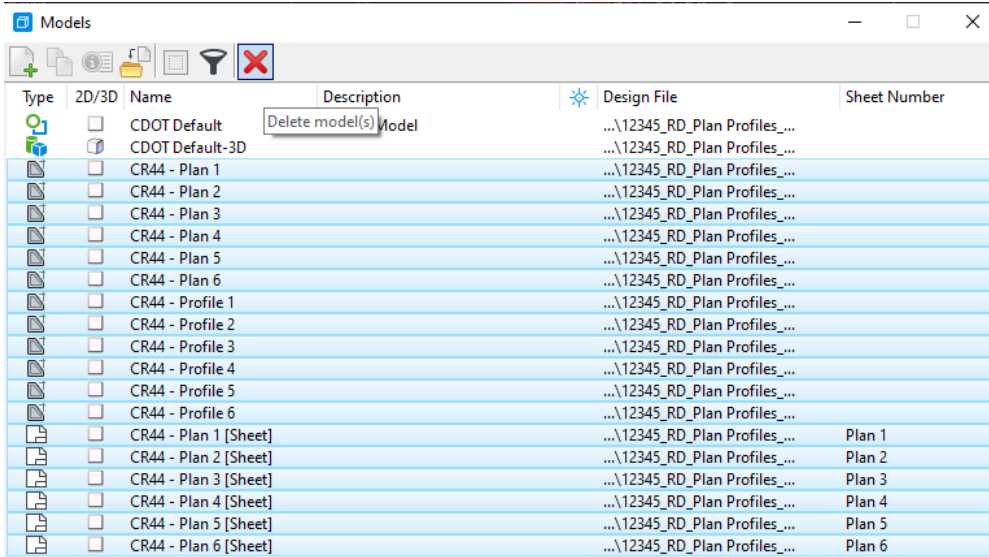 Models
Type 2D/3D Name Description Design File Sheet Number
CDOT Default Model ...\12345_RD_Plan Profiles_...
Delete model(s)
CDOT Default-3D ...\12345_RD_Plan Profiles_...
CR44 - Plan 1 ...\12345_RD_Plan Profiles_...
CR44 - Plan 2 ...\12345_RD_Plan Profiles_...
CR44 - Plan 3 ...\12345_RD_Plan Profiles_...
CR44 - Plan 4 ...\12345_RD_Plan Profiles_...
CR44 - Plan 5 ...\12345_RD_Plan Profiles_...
CR44 - Plan 6 ...\12345_RD_Plan Profiles_...
CR44 - Profile 1 ...\12345_RD_Plan Profiles_...
CR44 - Profile 2 ...\12345_RD_Plan Profiles_...
CR44 - Profile 3 ...\12345_RD_Plan Profiles_...
CR44 - Profile 4 ...\12345_RD_Plan Profiles_...
CR44 - Profile 5 ...\12345_RD_Plan Profiles_...
CR44 - Profile 6 ...\12345_RD_Plan Profiles_...
CR44 - Plan 1 [Sheet] ...\12345_RD_Plan Profiles_... Plan 1
CR44 - Plan 2 [Sheet] ...\12345_RD_Plan Profiles_... Plan 2
CR44 - Plan 3 [Sheet] ...\12345_RD_Plan Profiles_... Plan 3
CR44 - Plan 4 [Sheet] ...\12345_RD_Plan Profiles_... Plan 4
CR44 - Plan 5 [Sheet] ...\12345_RD_Plan Profiles_... Plan 5
CR44 - Plan 6 [Sheet] ...\12345_RD_Plan Profiles_... Plan 6